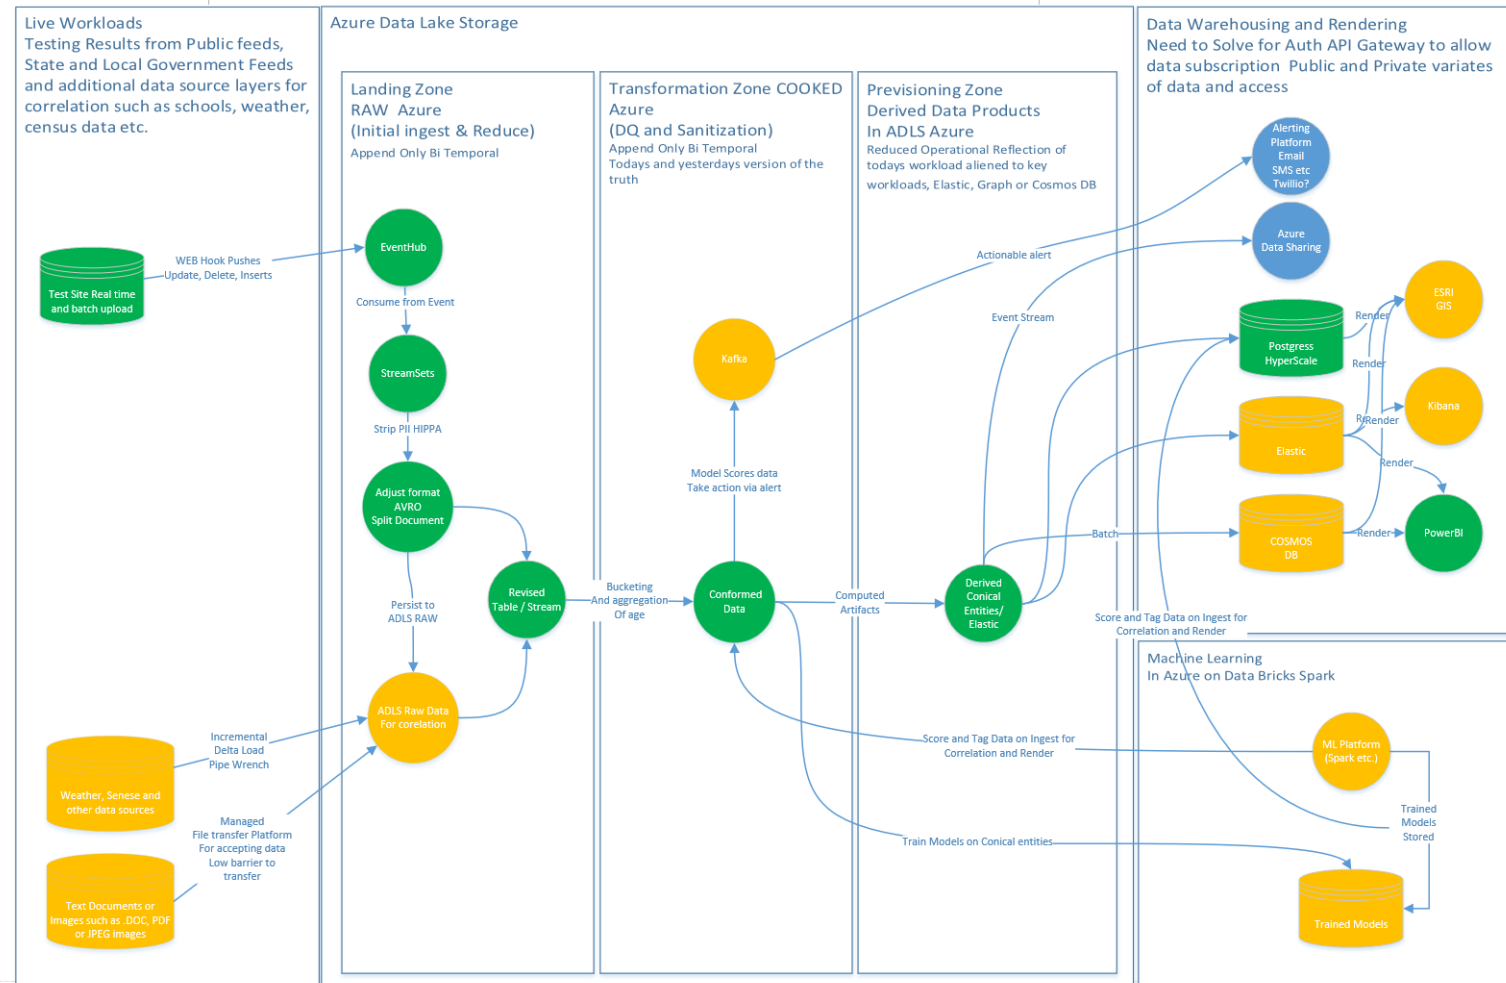 Live Workloads
Testing Results from Public feeds,
State and Local Government Feeds
and additional data source layers for
correlation such as schools, weather,
census data etc.
Test Site Real time
and batch upload
WEB Hook Pushes
Update, Delete, Inserts
Weather, Senese and
other data sources
Incremental
Delta Load
Pipe Wrench
Text Documents or
Images such as .DOC, PDF
or JPEG images
Managed
File transfer Platform
For accepting data
Low barrier to
transfer
Azure Data Lake Storage
Landing Zone
RAW Azure
(Initial ingest & Reduce)
Append Only Bi Temporal
EventHub
Consume from Event
StreamSets
Strip PII HIPPA
Adjust format
AVRO
Split Document
Persist to
ADLS RAW
Revised
Table / Stream
ADLS Raw Data
For corelation
Bucketing
And aggregation
Of age
Transformation Zone COOKED
Azure
(DQ and Sanitization)
Append Only Bi Temporal
Todays and yesterdays version of the
truth
Kafka
Model Scores data
Take action via alert
Conformed
Data
Computed
Artifacts
Previsioning Zone
Derived Data Products
In ADLS Azure
Reduced Operational Reflection of
todays workload aliened to key
workloads, Elastic, Graph or Cosmos DB
Actionable alert
Event Stream
Batch
Derived
Conical
Entities/
Elastic
Score and Tag Data on Ingest for
Correlation and Render
Train Models on Conical entities
Data Warehousing and Rendering
Need to Solve for Auth API Gateway to allow
data subscription Public and Private variates
of data and access
Alerting
Platform
Email
SMS etc
Twillio?
Azure
Data Sharing
Postgress
HyperScale
Elastic
COSMOS
DB
Render
Render
Render
Render
Render
ESRI
GIS
Kibana
PowerBI
Score and Tag Data on Ingest for
Correlation and Render
Machine Learning
In Azure on Data Bricks Spark
ML Platform
(Spark etc.)
Trained
Models
Stored
Trained Models